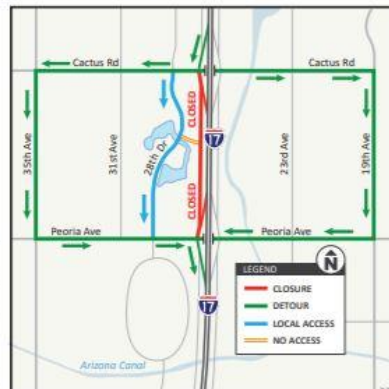 Cactus Rd
Cactus Rd
35th Ave
31st Ave
28th Dr
CLOSED
17
23rd Ave
19th Ave
CLOSED
Peoria Ave
Peoria Ave
N
LEGEND
CLOSURE
DETOUR
LOCAL ACCESS
NO ACCESS
17
Arizona Canal